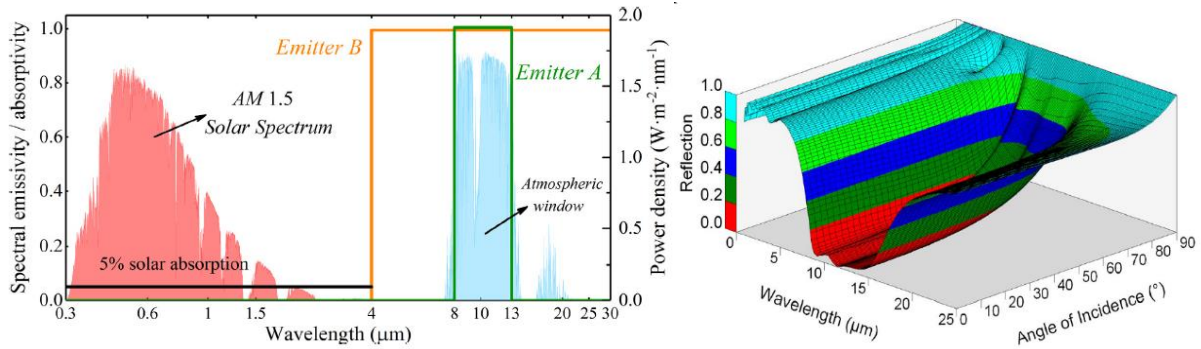 Spectral emissivity / absorptivity
1.0
0.8
0.6
0.4
0.2
0.0
Emitter B
Emitter A
AM 1.5
Solar Spectrum
Atmospheric
window
5% solar absorption
0.3 0.6 1 1.5 4 8 10 13 20 30
Wavelength (μm)
2.0
1.5
1.0
0.5
0.0
Power density (W·m⁻²·nm⁻¹)
Reflection
1.0
0.8
0.6
0.4
0.2
0.0
0 5 10 15 20 25
Wavelength (µm)
0 10 20 30 40 50 60 70 80 90
Angle of Incidence (°)